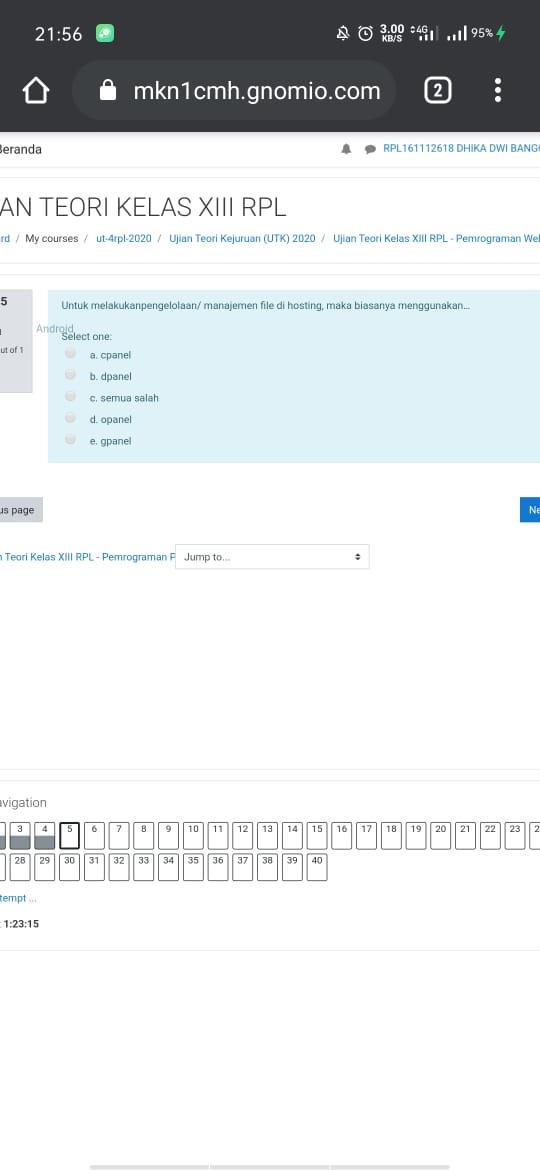 21:56
3.00 KB/S 4G 95%
mkn1cmh.gnomio.com 2
Beranda RPL161112618 DHIKA DWI BANG
AN TEORI KELAS XIII RPL
rd / My courses / ut-4rpl-2020 / Ujian Teori Kejuruan (UTK) 2020 / Ujian Teori Kelas XIII RPL - Pemrograman We
5
Untuk melakukanpengelolaan/ manajemen file di hosting, maka biasanya menggunakan...
Android
Select one:
ut of 1
a. cpanel
b. dpanel
c. semua salah
d. opanel
e. gpanel
us page Ne
Teori Kelas XIII RPL - Pemrograman P Jump to...
avigation
3 4 5 6 7 8 9 10 11 12 13 14 15 16 17 18 19 20 21 22 23 2
28 29 30 31 32 33 34 35 36 37 38 39 40
tempt ...
1:23:15